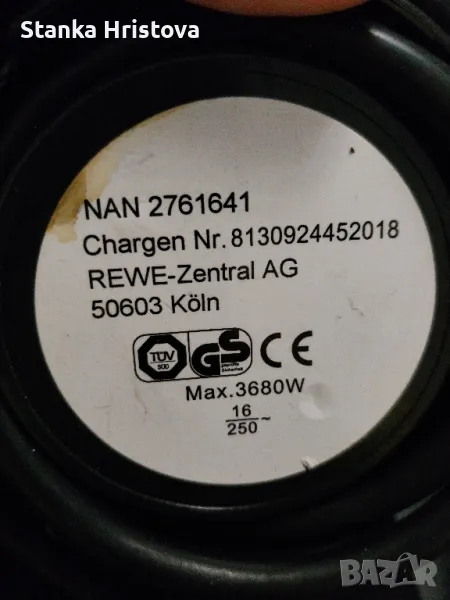 Stanka Hristova
NAN 2761641
Chargen Nr. 8130924452018
REWE-Zentral AG
50603 Köln
TÜV
GS
CE
Max.3680W
16
250~
BAZAR